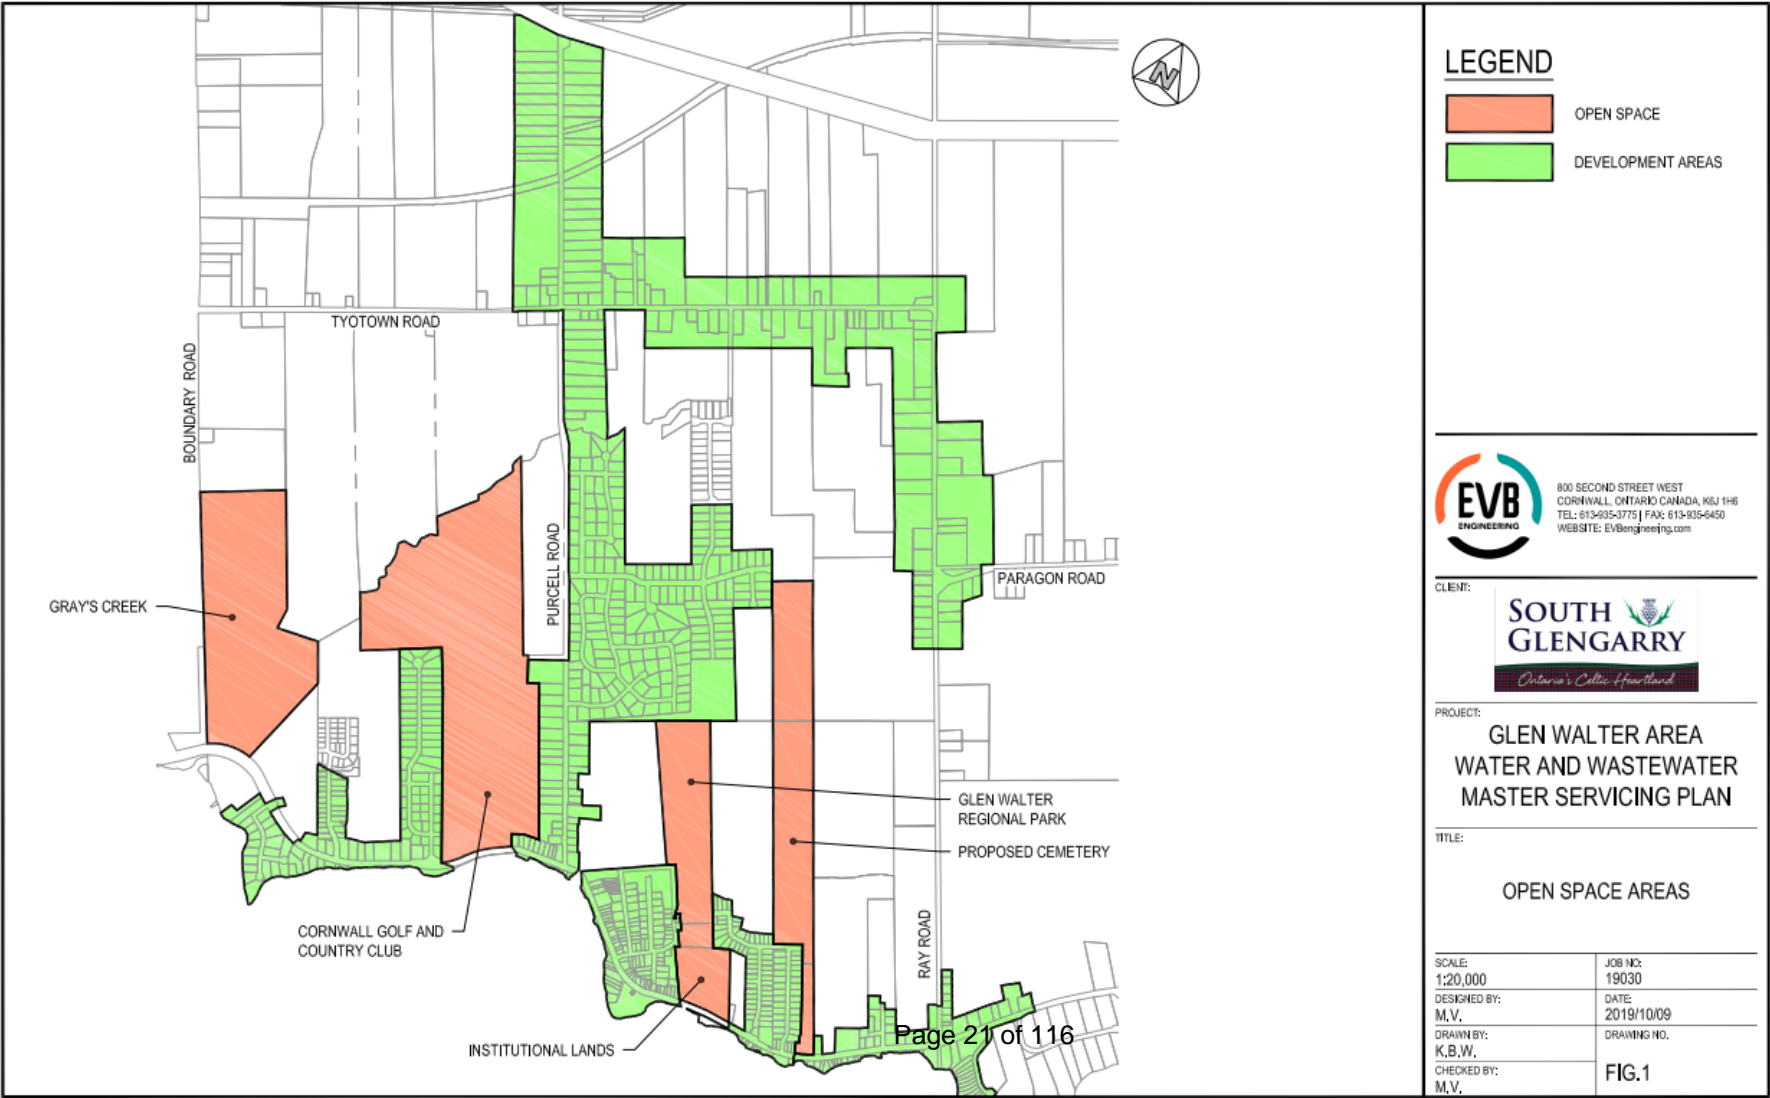 N
TYOTOWN ROAD
BOUNDARY ROAD
PURCELL ROAD
GRAY'S CREEK
PARAGON ROAD
GLEN WALTER
REGIONAL PARK
PROPOSED CEMETERY
CORNWALL GOLF AND
COUNTRY CLUB
RAY ROAD
INSTITUTIONAL LANDS
Page 21 of 116
LEGEND
OPEN SPACE
DEVELOPMENT AREAS
EVB
ENGINEERING
800 SECOND STREET WEST
CORNWALL, ONTARIO CANADA, K6J 1H6
TEL: 613-935-3775 | FAX: 613-935-6450
WEBSITE: EVBengineering.com
CLIENT:
SOUTH
GLENGARRY
Ontario's Celtic Heartland
PROJECT:
GLEN WALTER AREA
WATER AND WASTEWATER
MASTER SERVICING PLAN
TITLE:
OPEN SPACE AREAS
SCALE:
1:20,000
JOB NO:
19030
DESIGNED BY:
M.V.
DATE:
2019/10/09
DRAWN BY:
K.B.W.
DRAWING NO.
FIG.1
CHECKED BY:
M.V.